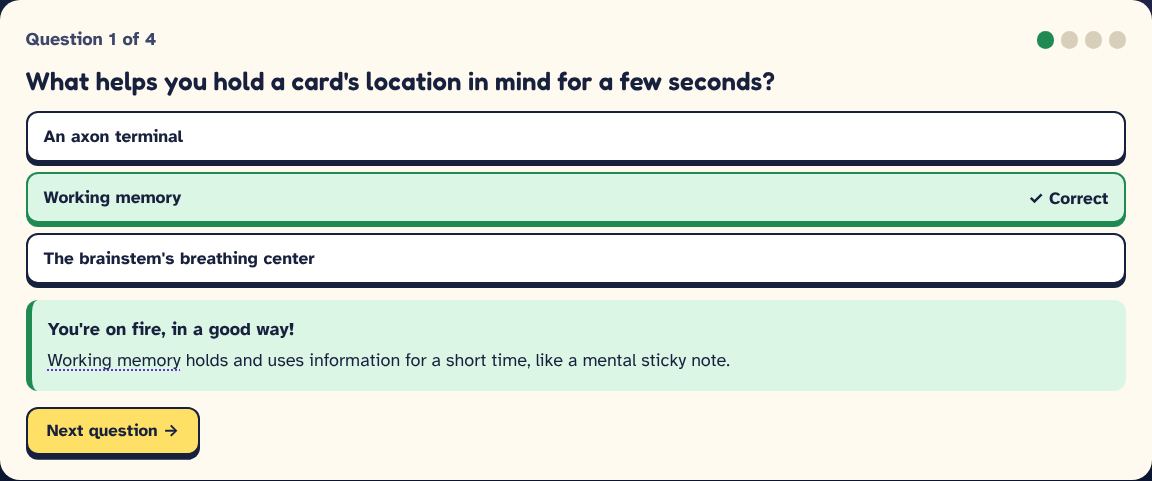 Question 1 of 4
What helps you hold a card's location in mind for a few seconds?
An axon terminal
Working memory
✓ Correct
The brainstem's breathing center
You're on fire, in a good way!
Working memory holds and uses information for a short time, like a mental sticky note.
Next question →